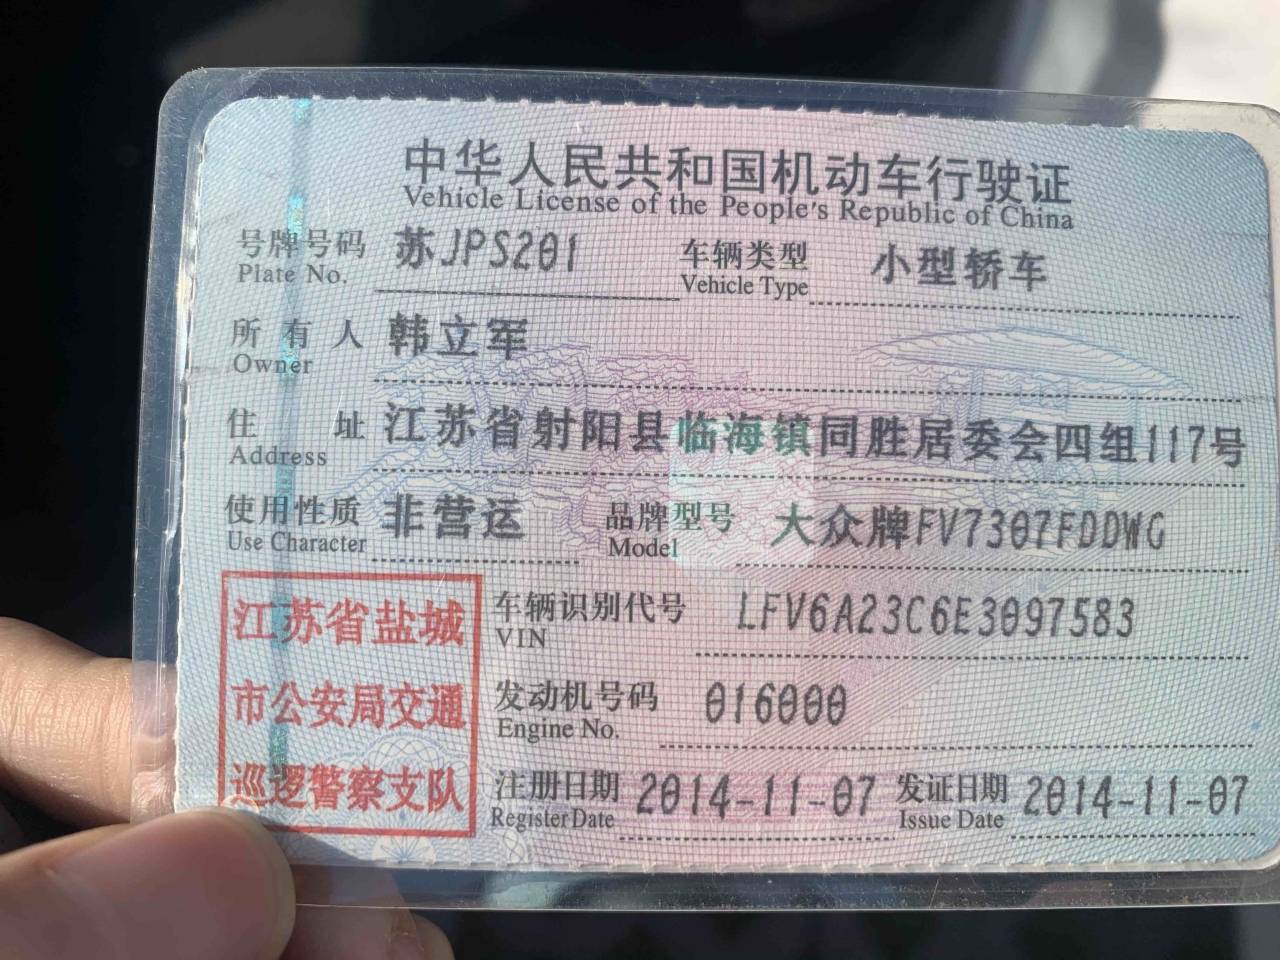 中华人民共和国机动车行驶证
Vehicle License of the People's Republic of China
号牌号码 苏JPS201 车辆类型 小型轿车
Plate No. Vehicle Type
所有人 韩立军
Owner
住址 江苏省射阳县临海镇同胜居委会四组117号
Address
使用性质 非营运 品牌型号 大众牌FV7307FDDWG
Use Character Model
江苏省盐城
市公安局交通
巡逻警察支队
车辆识别代号 LFV6A23C6E3097583
VIN
发动机号码 016000
Engine No.
注册日期 2014-11-07 发证日期 2014-11-07
Register Date Issue Date